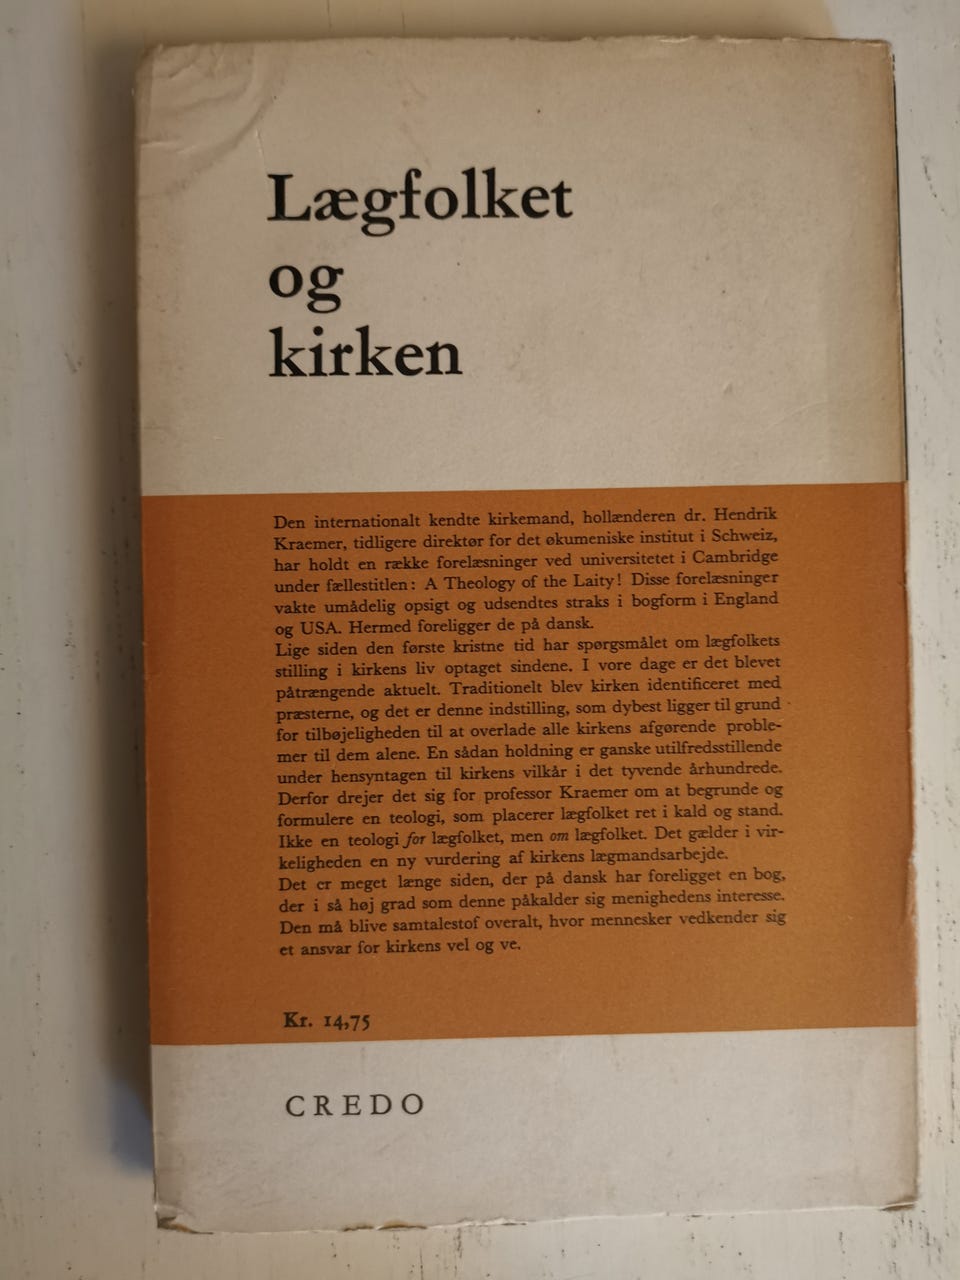 Lægfolket
og
kirken
Den internationalt kendte kirkemand, hollænderen dr. Hendrik
Kraemer, tidligere direktør for det økumeniske institut i Schweiz,
har holdt en række forelæsninger ved universitetet i Cambridge
under fællestitlen: A Theology of the Laity! Disse forelæsninger
vakte umådelig opsigt og udsendtes straks i bogform i England
og USA. Hermed foreligger de på dansk.
Lige siden den første kristne tid har spørgsmålet om lægfolkets
stilling i kirkens liv optaget sindene. I vore dage er det blevet
påtrængende aktuelt. Traditionelt blev kirken identificeret med
præsterne, og det er denne indstilling, som dybest ligger til grund
for tilbøjeligheden til at overlade alle kirkens afgørende proble-
mer til dem alene. En sådan holdning er ganske utilfredsstillende
under hensyntagen til kirkens vilkår i det tyvende århundrede.
Derfor drejer det sig for professor Kraemer om at begrunde og
formulere en teologi, som placerer lægfolket ret i kald og stand.
Ikke en teologi for lægfolket, men om lægfolket. Det gælder i vir-
keligheden en ny vurdering af kirkens lægmandsarbejde.
Det er meget længe siden, der på dansk har foreligget en bog,
der i så høj grad som denne påkalder sig menighedens interesse.
Den må blive samtalestof overalt, hvor mennesker vedkender sig
et ansvar for kirkens vel og ve.
Kr. 14,75
CREDO